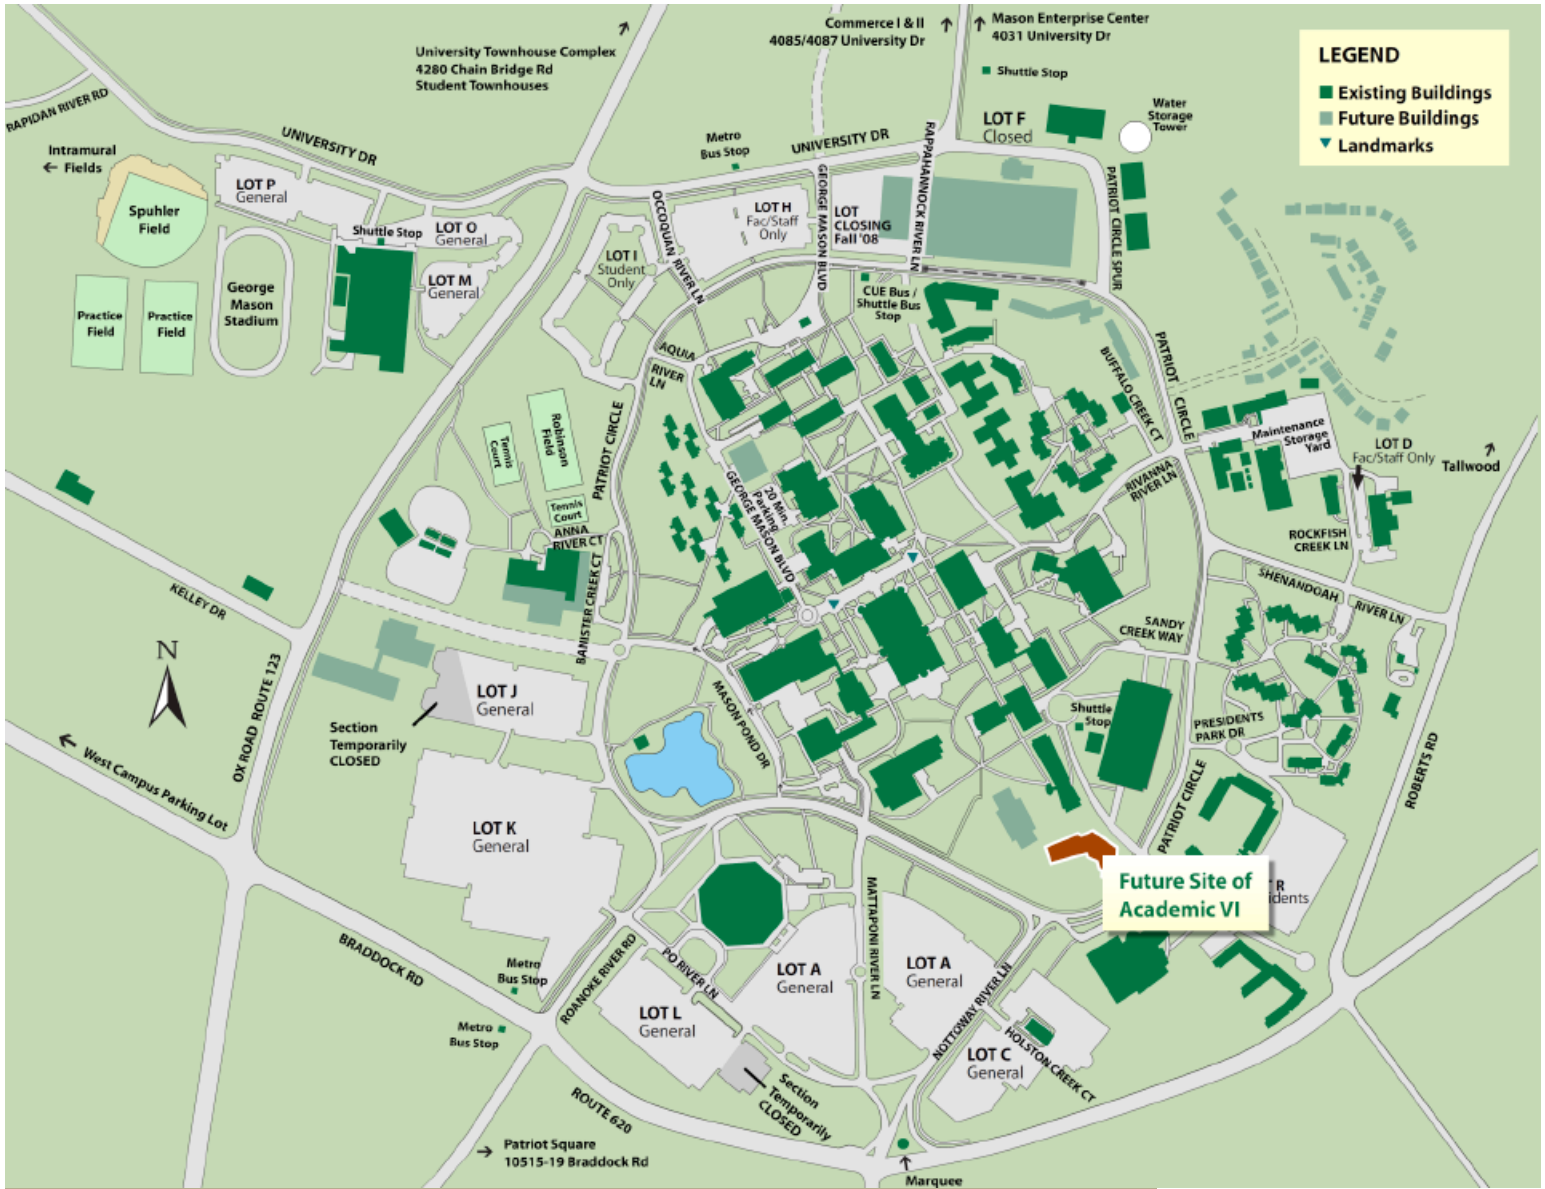 Commerce I & II
4085/4087 University Dr
Mason Enterprise Center
4031 University Dr
University Townhouse Complex
4280 Chain Bridge Rd
Student Townhouses
Shuttle Stop
LEGEND
Existing Buildings
Future Buildings
Landmarks
RAPIDAN RIVER RD
Intramural
Fields
UNIVERSITY DR
Metro
Bus Stop
UNIVERSITY DR
RAPPAHANNOCK RIVER LN
LOT F
Closed
Water
Storage
Tower
PATRIOT CIRCLE SPUR
LOT P
General
Spuhler
Field
Shuttle Stop
LOT O
General
LOT M
General
OCCOQUAN RIVER LN
LOT H
Fac/Staff
Only
GEORGE MASON BLVD
LOT
CLOSING
Fall '08
LOT I
Student
Only
George
Mason
Stadium
Practice
Field
Practice
Field
CUE Bus /
Shuttle Bus
Stop
AQUIA
RIVER
LN
PATRIOT CIRCLE
BUFFALO CREEK CT
PATRIOT CIRCLE
Robinson
Field
Tennis
Court
Tennis
Court
Maintenance
Storage
Yard
LOT D
Fac/Staff Only
Tallwood
RIVANNA
RIVER LN
GEORGE MASON BLVD
20 Min.
Parking
ANNA
RIVER CT
BANISTER CREEK CT
ROCKFISH
CREEK LN
SHENANDOAH
RIVER LN
KELLEY DR
SANDY
CREEK WAY
N
OX ROAD ROUTE 123
LOT J
General
Section
Temporarily
CLOSED
MASON POND DR
Shuttle
Stop
PRESIDENTS
PARK DR
ROBERTS RD
West Campus Parking Lot
LOT K
General
PATRIOT CIRCLE
Future Site of
Academic VI
R
idents
MATTAPONI RIVER LN
BRADDOCK RD
Metro
Bus Stop
ROANOKE RIVER RD
PO RIVER LN
LOT A
General
LOT A
General
NOTTOWAY RIVER LN
LOT L
General
Metro
Bus Stop
HOLSTON CREEK CT
LOT C
General
Section
Temporarily
CLOSED
ROUTE 620
Patriot Square
10515-19 Braddock Rd
Marquee